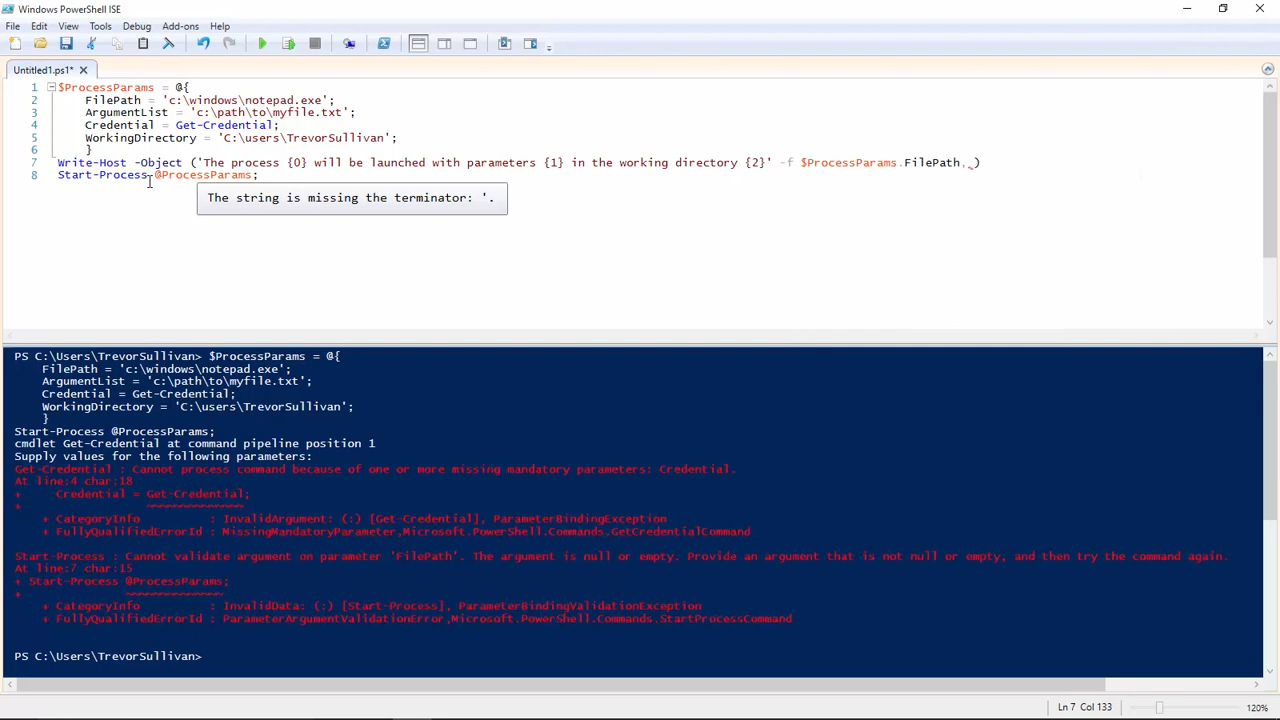 Windows PowerShell ISE
File Edit View Tools Debug Add-ons Help
Untitled1.ps1*
1 $ProcessParams = @{
2 FilePath = 'c:\windows\notepad.exe';
3 ArgumentList = 'c:\path\to\myfile.txt';
4 Credential = Get-Credential;
5 WorkingDirectory = 'C:\users\TrevorSullivan';
6 }
7 Write-Host -Object ('The process {0} will be launched with parameters {1} in the working directory {2}' -f $ProcessParams.FilePath, )
8 Start-Process @ProcessParams;
The string is missing the terminator: '.
PS C:\Users\TrevorSullivan> $ProcessParams = @{
FilePath = 'c:\windows\notepad.exe';
ArgumentList = 'c:\path\to\myfile.txt';
Credential = Get-Credential;
WorkingDirectory = 'C:\users\TrevorSullivan';
}
Start-Process @ProcessParams;
cmdlet Get-Credential at command pipeline position 1
Supply values for the following parameters:
Get-Credential : Cannot process command because of one or more missing mandatory parameters: Credential.
At line:4 char:18
+ Credential = Get-Credential;
+ ~~~~~~~~~~~~~~
+ CategoryInfo : InvalidArgument: (:) [Get-Credential], ParameterBindingException
+ FullyQualifiedErrorId : MissingMandatoryParameter,Microsoft.PowerShell.Commands.GetCredentialCommand
Start-Process : Cannot validate argument on parameter 'FilePath'. The argument is null or empty. Provide an argument that is not null or empty, and then try the command again.
At line:7 char:15
+ Start-Process @ProcessParams;
+ ~~~~~~~~~~~~~~
+ CategoryInfo : InvalidData: (:) [Start-Process], ParameterBindingValidationException
+ FullyQualifiedErrorId : ParameterArgumentValidationError,Microsoft.PowerShell.Commands.StartProcessCommand
PS C:\Users\TrevorSullivan>
Ln 7 Col 133 120%